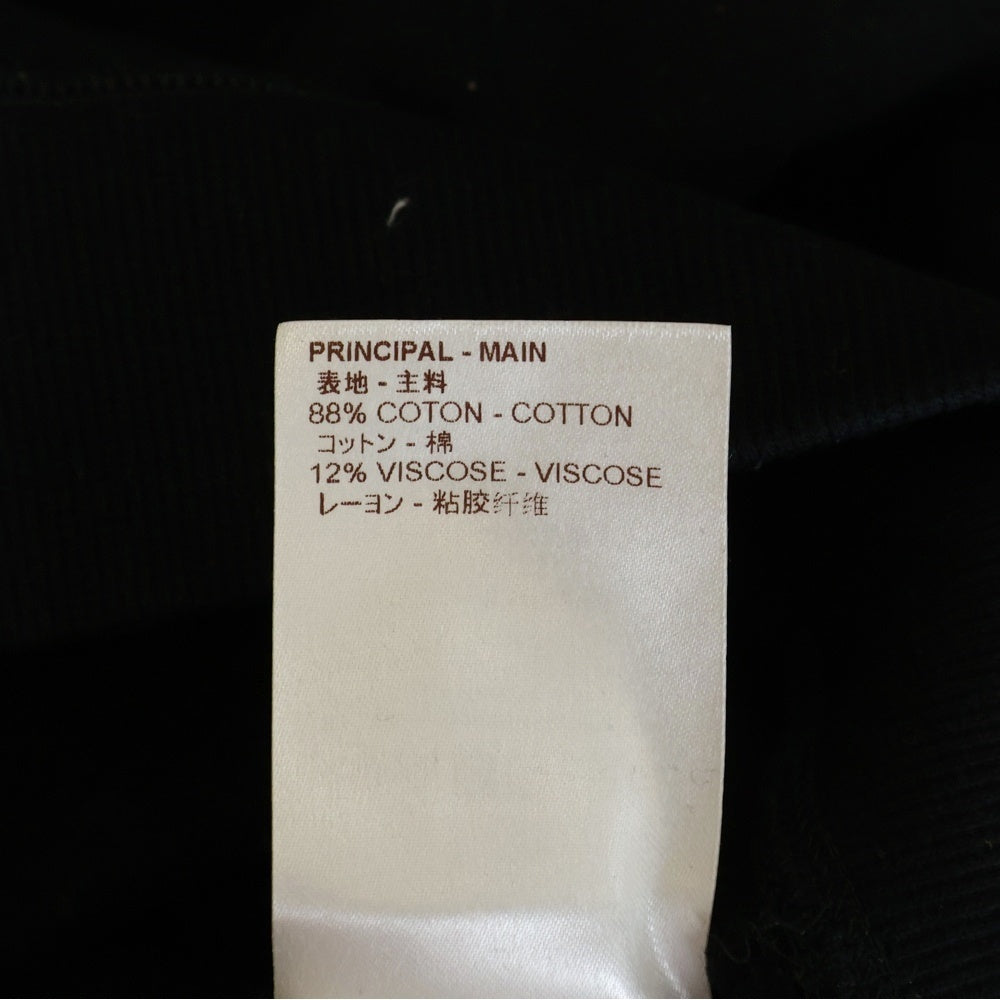 PRINCIPAL - MAIN
表地 - 主料
88% COTON - COTTON
コットン - 棉
12% VISCOSE - VISCOSE
レーヨン - 粘胶纤维